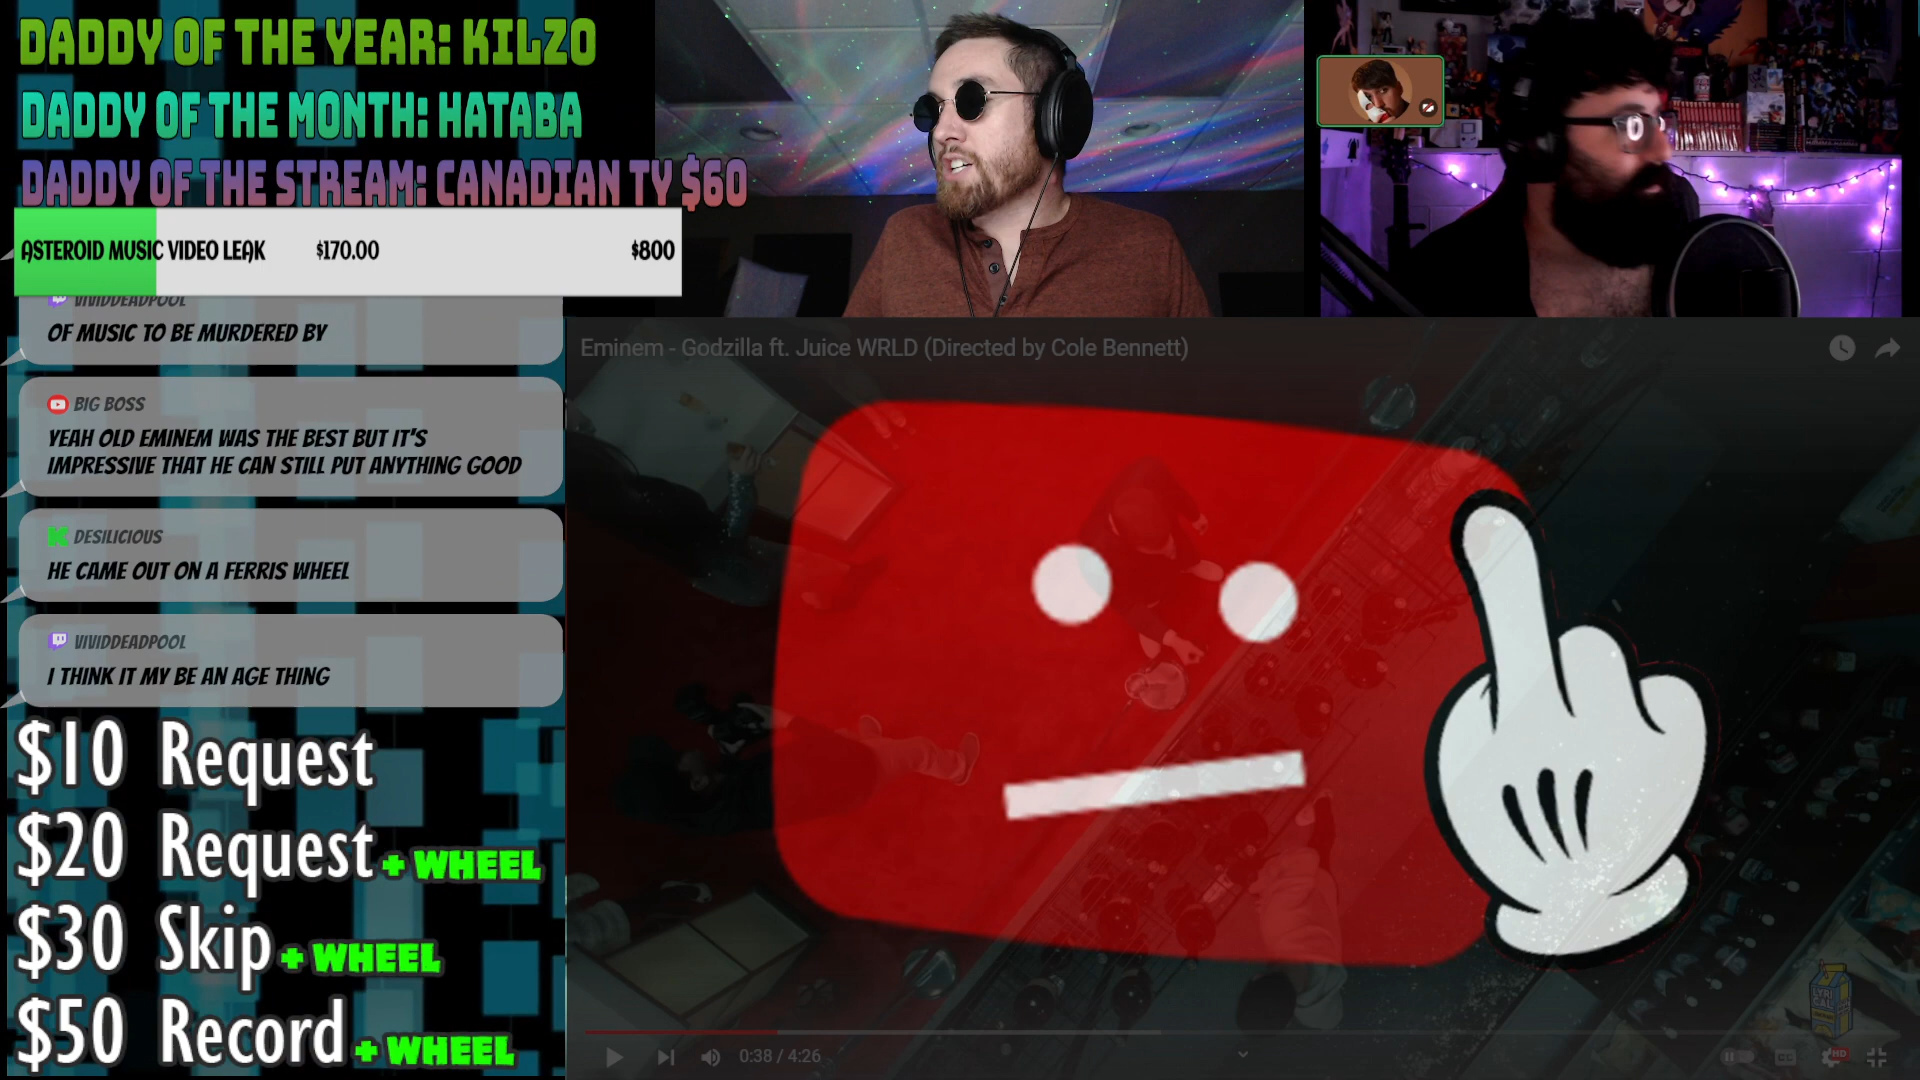 DADDY OF THE YEAR: KILZO
DADDY OF THE MONTH: HATABA
DADDY OF THE STREAM: CANADIAN TY $60
ASTEROID MUSIC VIDEO LEAK $170.00 $800
VIVIDDEADPOOL
OF MUSIC TO BE MURDERED BY
BIG BOSS
YEAH OLD EMINEM WAS THE BEST BUT IT'S
IMPRESSIVE THAT HE CAN STILL PUT ANYTHING GOOD
DESILICIOUS
HE CAME OUT ON A FERRIS WHEEL
VIVIDDEADPOOL
I THINK IT MY BE AN AGE THING
$10 Request
$20 Request + WHEEL
$30 Skip + WHEEL
$50 Record + WHEEL
Eminem - Godzilla ft. Juice WRLD (Directed by Cole Bennett)
LYRICAL
0:38 / 4:26
CC
HD